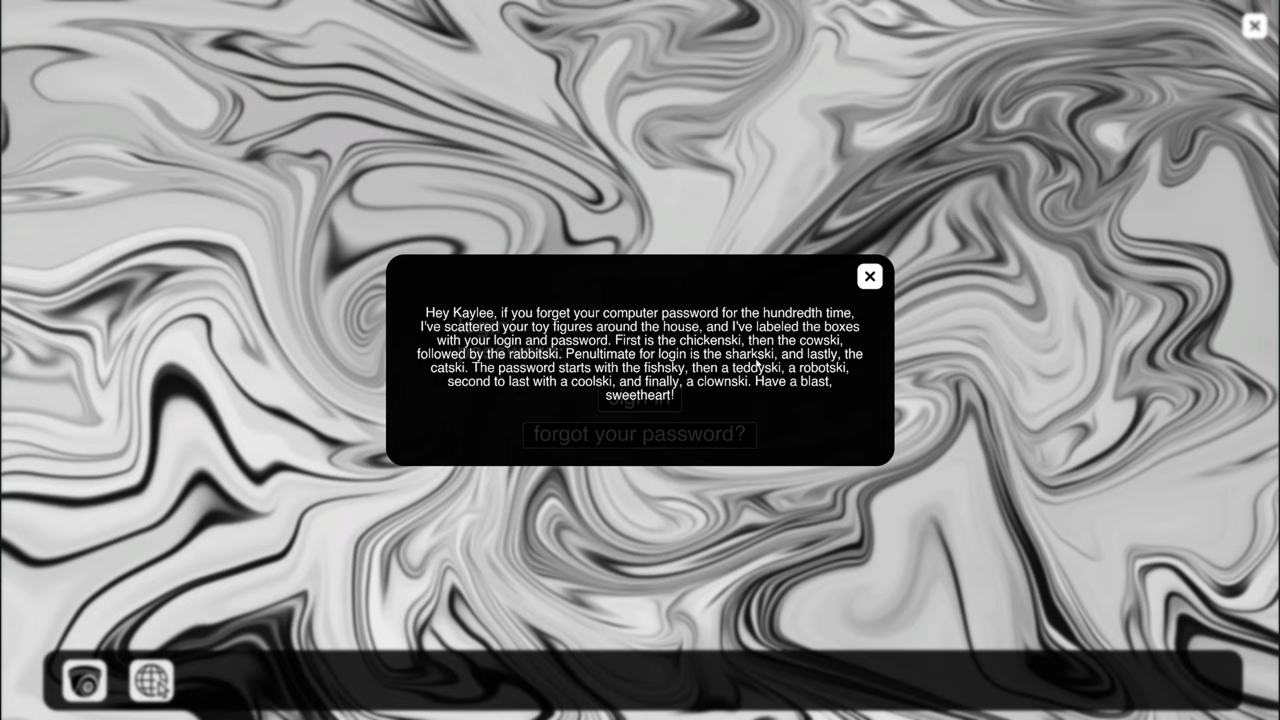 Hey Kaylee, if you forget your computer password for the hundredth time,
I've scattered your toy figures around the house, and I've labeled the boxes
with your login and password. First is the chickenski, then the cowski,
followed by the rabbitski. Penultimate for login is the sharkski, and lastly, the
catski. The password starts with the fishsky, then a teddyski, a robotski,
second to last with a coolski, and finally, a clownski. Have a blast,
sweetheart!
sign in
forgot your password?